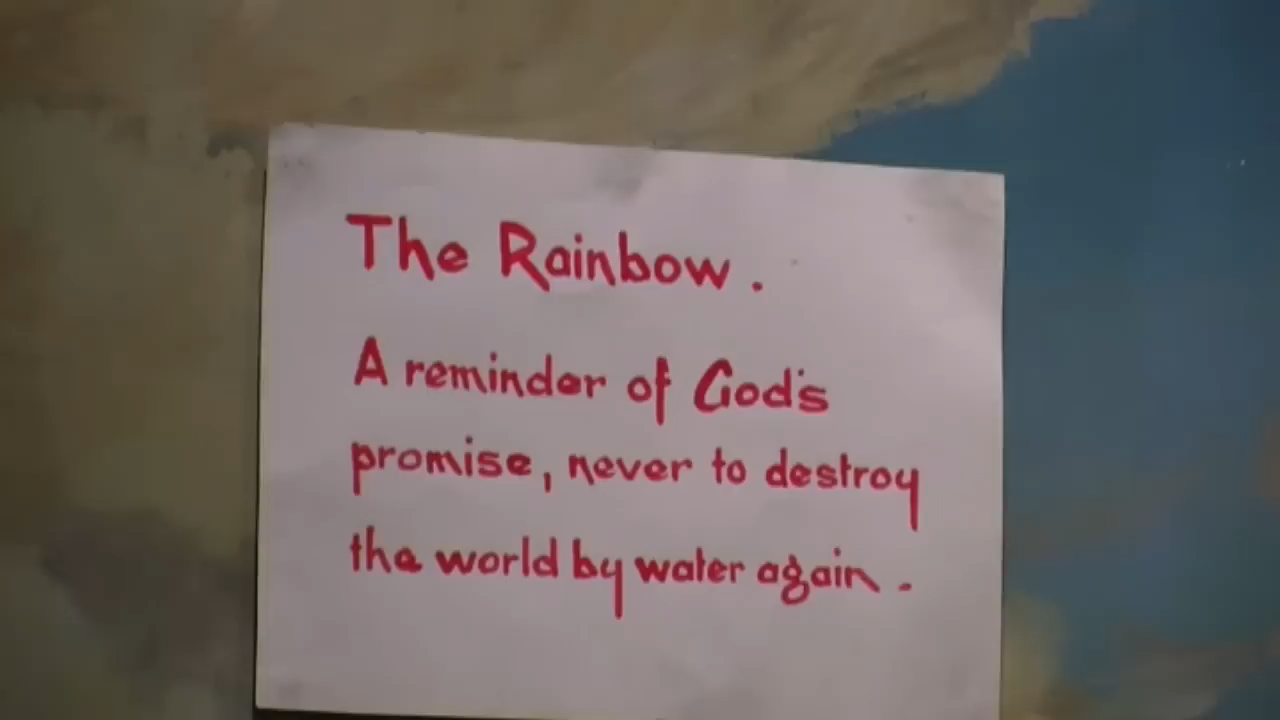 The Rainbow.
A reminder of God's
promise, never to destroy
the world by water again.